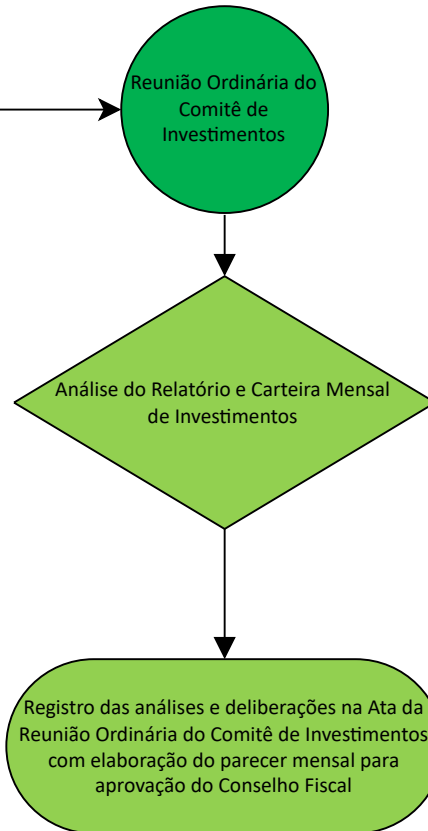 Reunião Ordinária do
Comitê de
Investimentos
Análise do Relatório e Carteira Mensal
de Investimentos
Registro das análises e deliberações na Ata da
Reunião Ordinária do Comitê de Investimentos
com elaboração do parecer mensal para
aprovação do Conselho Fiscal